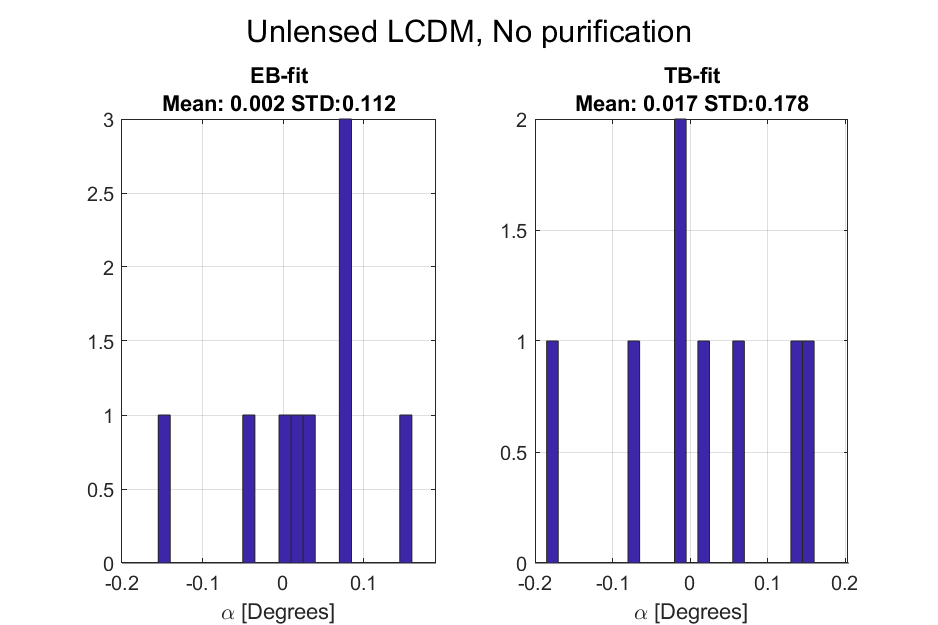 Unlensed LCDM, No purification
EB-fit
Mean: 0.002 STD:0.112
3
2.5
2
1.5
1
0.5
0
-0.2 -0.1 0 0.1
α [Degrees]
TB-fit
Mean: 0.017 STD:0.178
2
1.5
1
0.5
0
-0.2 -0.1 0 0.1 0.2
α [Degrees]